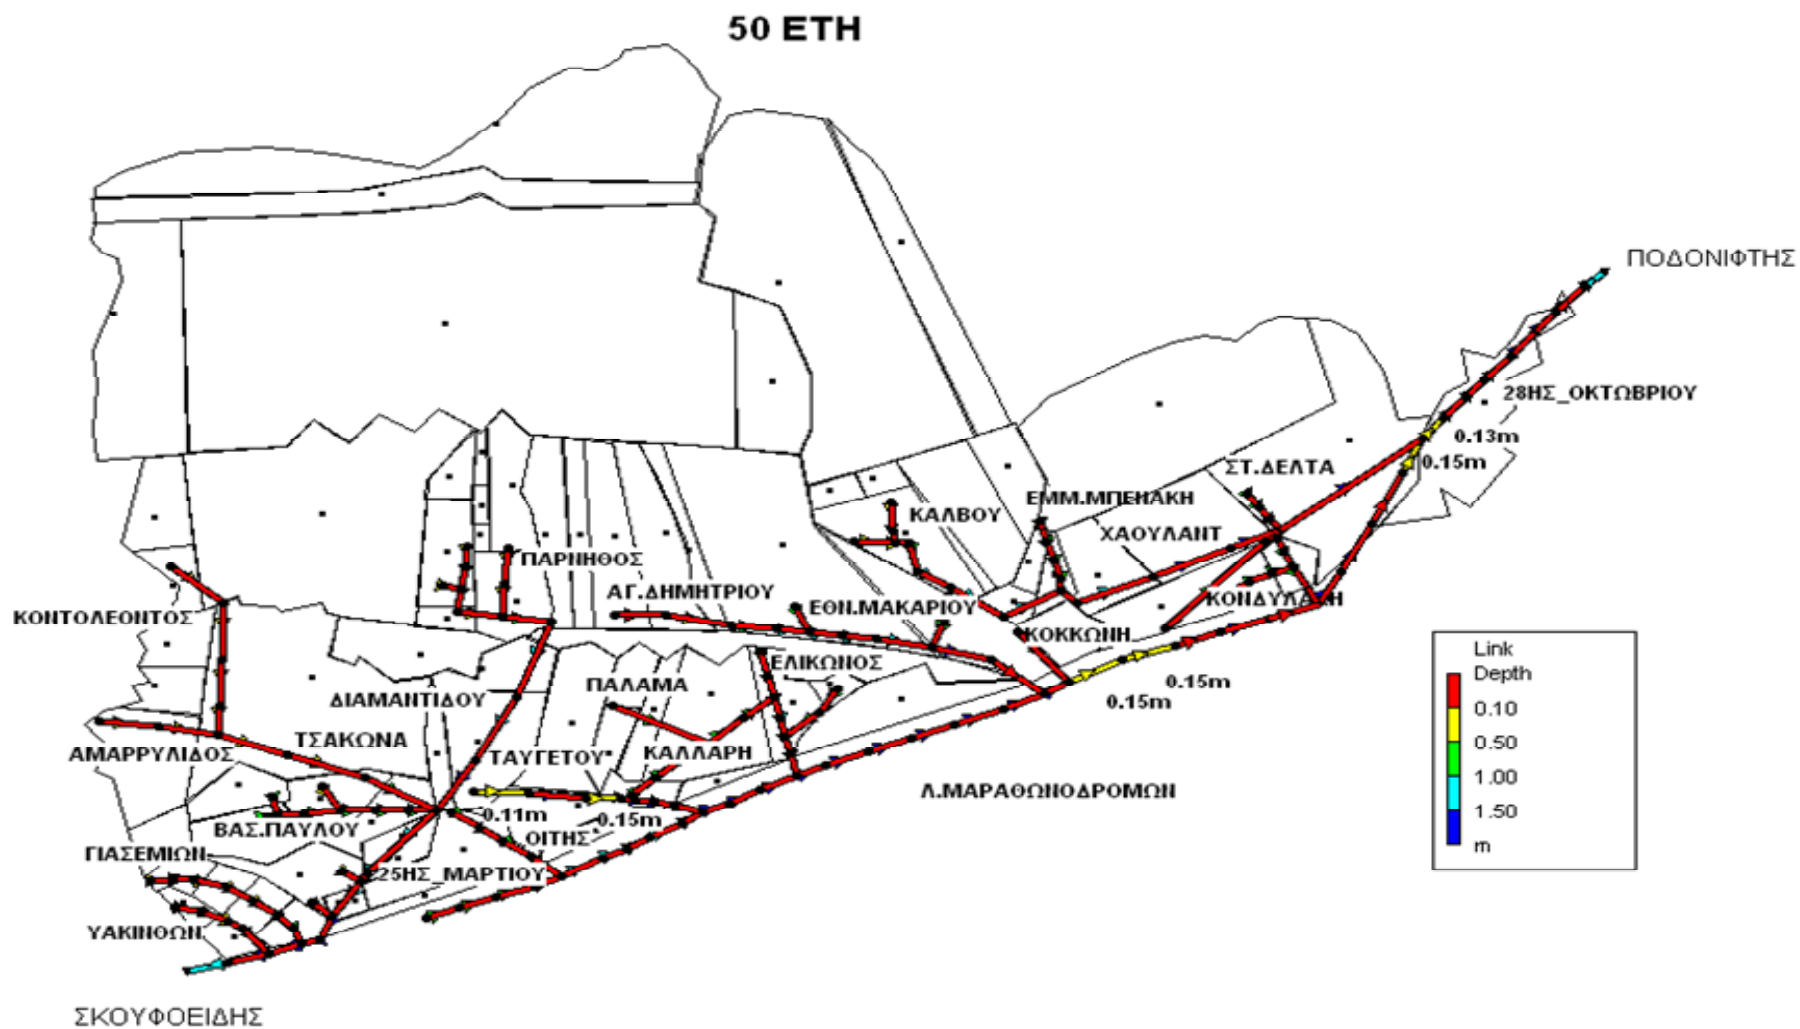 50 ΕΤΗ
ΠΟΔΟΝΙΦΤΗΣ
28ΗΣ_ΟΚΤΩΒΡΙΟΥ
0.13m
0.15m
ΣΤ.ΔΕΛΤΑ
ΕΜΜ.ΜΠΕΝΑΚΗ
ΚΑΛΒΟΥ
ΧΑΟΥΛΑΝΤ
ΠΑΡΝΗΘΟΣ
ΑΓ.ΔΗΜΗΤΡΙΟΥ
ΕΘΝ.ΜΑΚΑΡΙΟΥ
ΚΟΝΔΥΛΑΚΗ
ΚΟΝΤΟΛΕΟΝΤΟΣ
ΚΟΚΚΩΝΗ
ΕΛΙΚΩΝΟΣ
ΠΑΛΑΜΑ
0.15m
0.15m
ΔΙΑΜΑΝΤΙΔΟΥ
ΤΣΑΚΩΝΑ
ΑΜΑΡΡΥΛΙΔΟΣ
ΤΑΥΓΕΤΟΥ
ΚΑΛΛΑΡΗ
Λ.ΜΑΡΑΘΩΝΟΔΡΟΜΩΝ
0.11m
0.15m
ΒΑΣ.ΠΑΥΛΟΥ
ΟΙΤΗΣ
ΓΙΑΣΕΜΙΩΝ
25ΗΣ_ΜΑΡΤΙΟΥ
ΥΑΚΙΝΘΩΝ
ΣΚΟΥΦΟΕΙΔΗΣ
Link
Depth
0.10
0.50
1.00
1.50
m